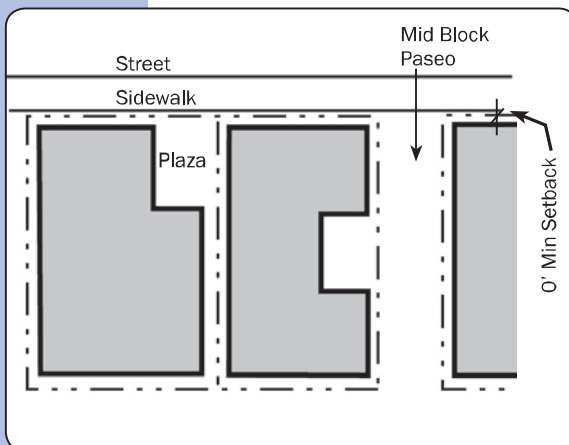 Mid Block
Paseo
Street
Sidewalk
Plaza
0' Min Setback